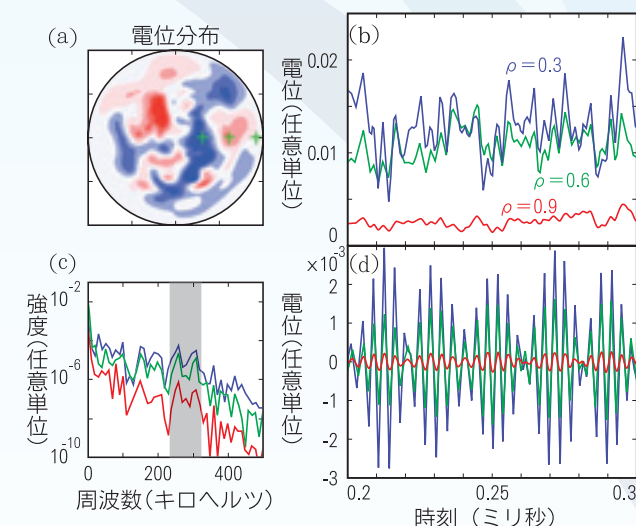 (a)
電位分布
(b)
電位(任意単位)
0.02
0.01
0
ρ=0.3
ρ=0.6
ρ=0.9
(c)
強度(任意単位)
10-2
10-6
10-10
0
200
400
周波数(キロヘルツ)
(d)
×10-3
電位(任意単位)
2
1
0
-1
-2
-3
0.2
0.25
0.3
時刻(ミリ秒)